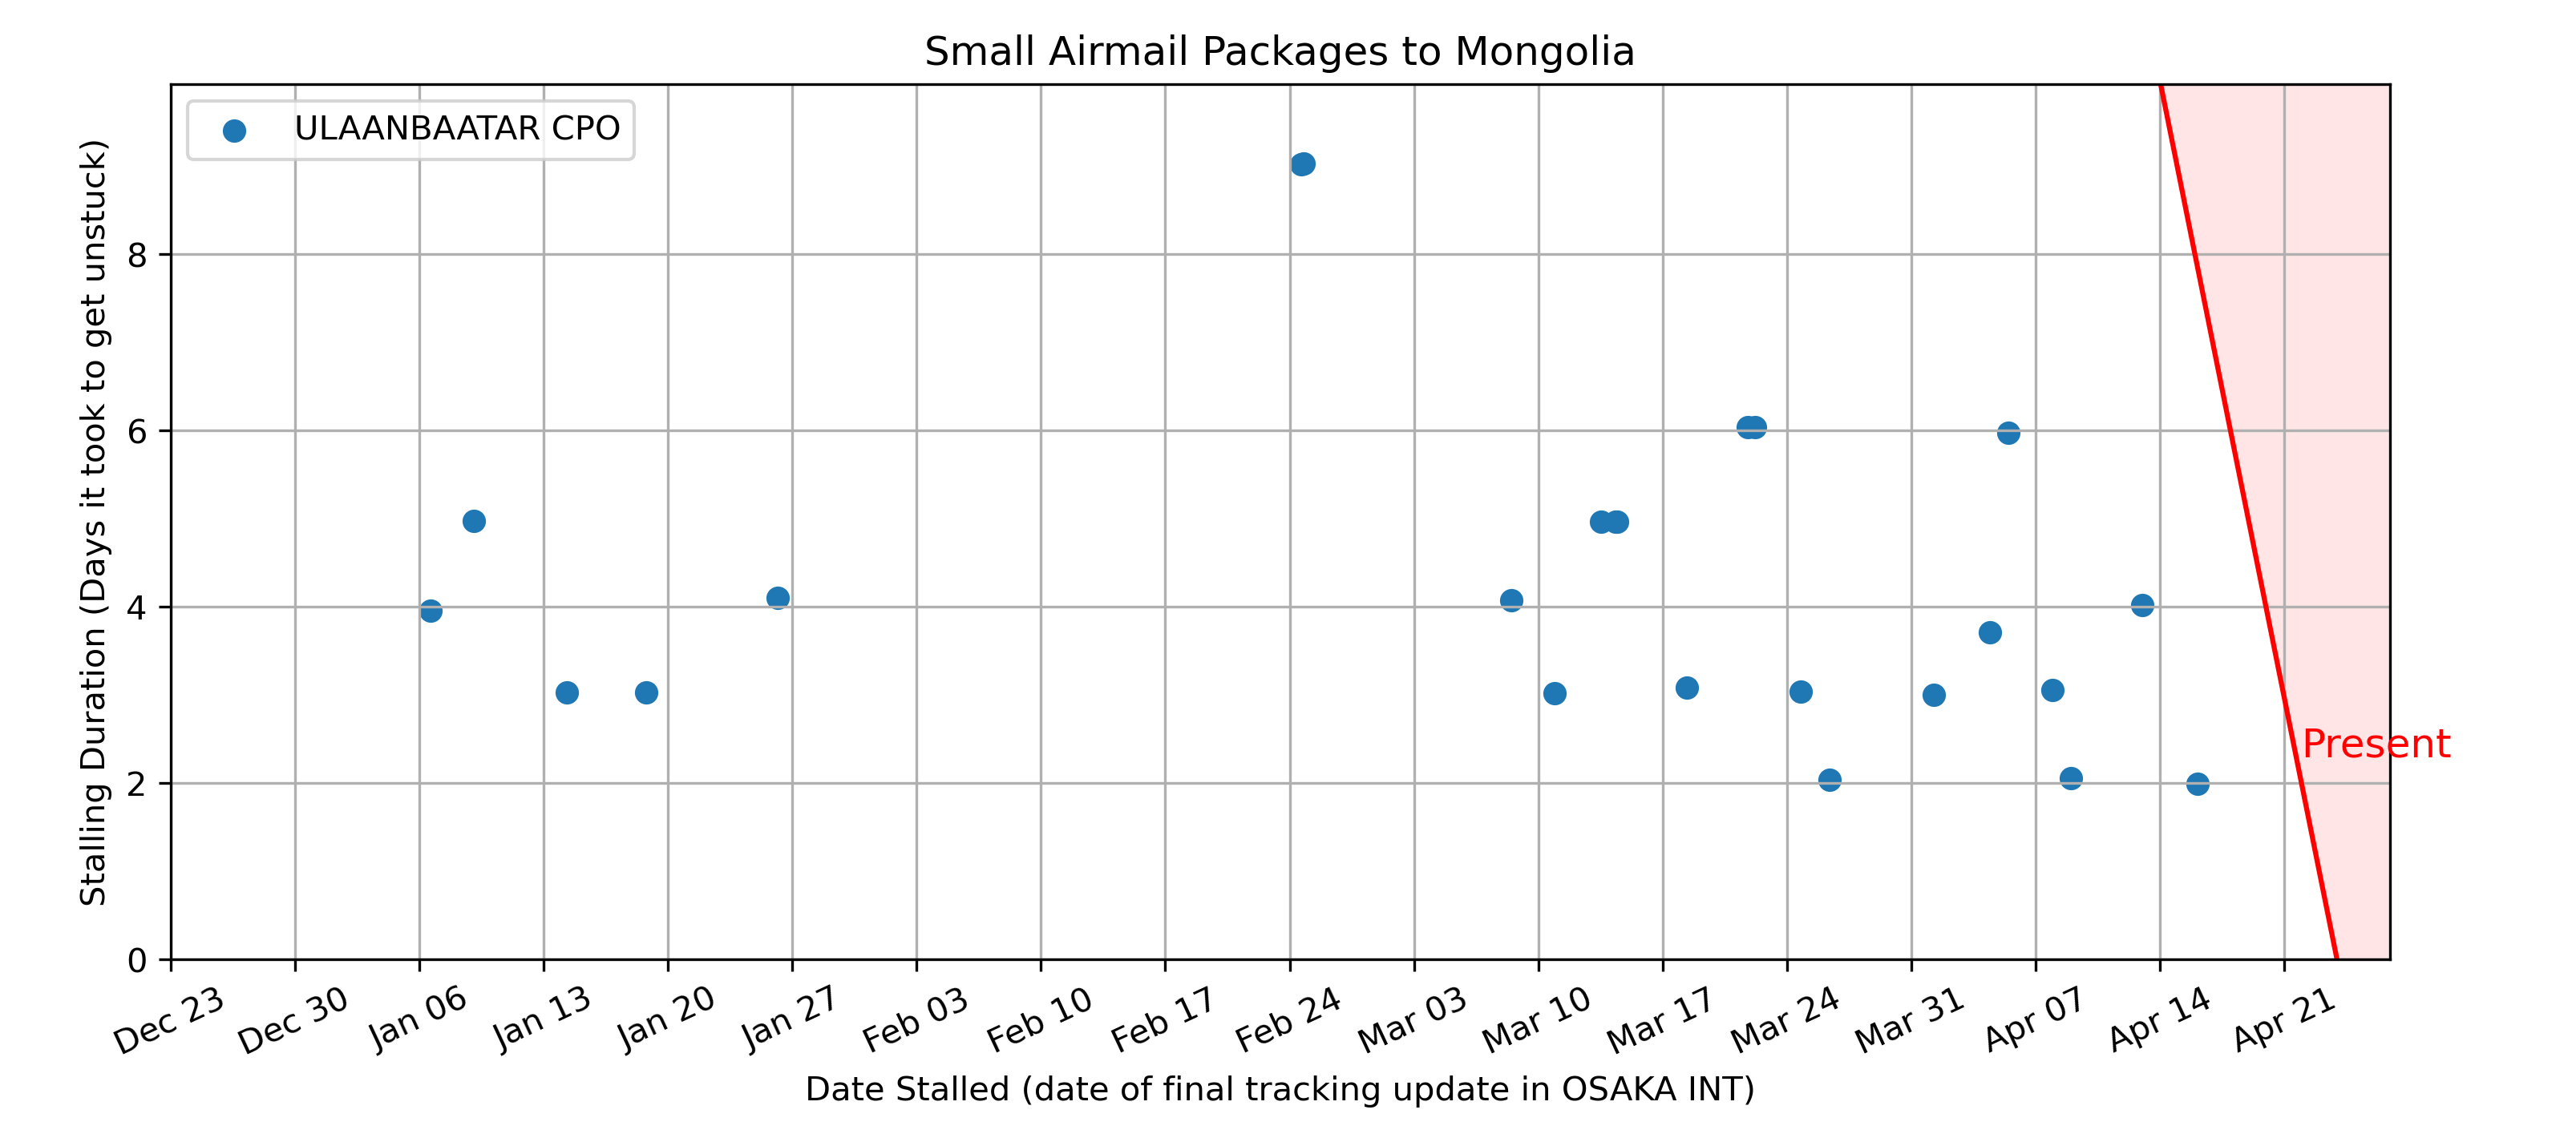 Small Airmail Packages to Mongolia
ULAANBAATAR CPO
Stalling Duration (Days it took to get unstuck)
8
6
4
2
0
Present
Dec 23
Dec 30
Jan 06
Jan 13
Jan 20
Jan 27
Feb 03
Feb 10
Feb 17
Feb 24
Mar 03
Mar 10
Mar 17
Mar 24
Mar 31
Apr 07
Apr 14
Apr 21
Date Stalled (date of final tracking update in OSAKA INT)